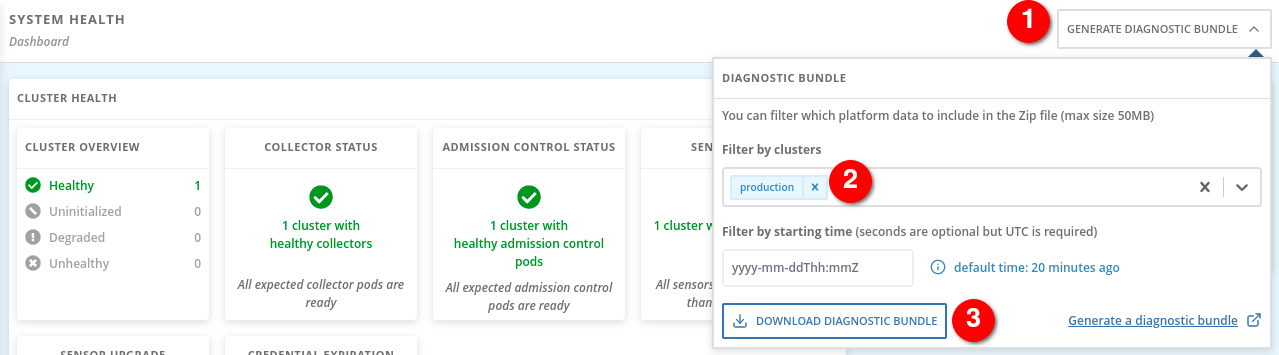 SYSTEM HEALTH
Dashboard
1
GENERATE DIAGNOSTIC BUNDLE
DIAGNOSTIC BUNDLE
You can filter which platform data to include in the Zip file (max size 50MB)
Filter by clusters
production
2
Filter by starting time (seconds are optional but UTC is required)
yyyy-mm-ddThh:mmZ
default time: 20 minutes ago
DOWNLOAD DIAGNOSTIC BUNDLE
3
Generate a diagnostic bundle
CLUSTER HEALTH
CLUSTER OVERVIEW
Healthy 1
Uninitialized 0
Degraded 0
Unhealthy 0
COLLECTOR STATUS
1 cluster with
healthy collectors
All expected collector pods are
ready
ADMISSION CONTROL STATUS
1 cluster with
healthy admission control
pods
All expected admission control
pods are ready
SEN
1 cluster w
All sensors
than
SENSOR UPGRADE
CREDENTIAL EXPIRATION